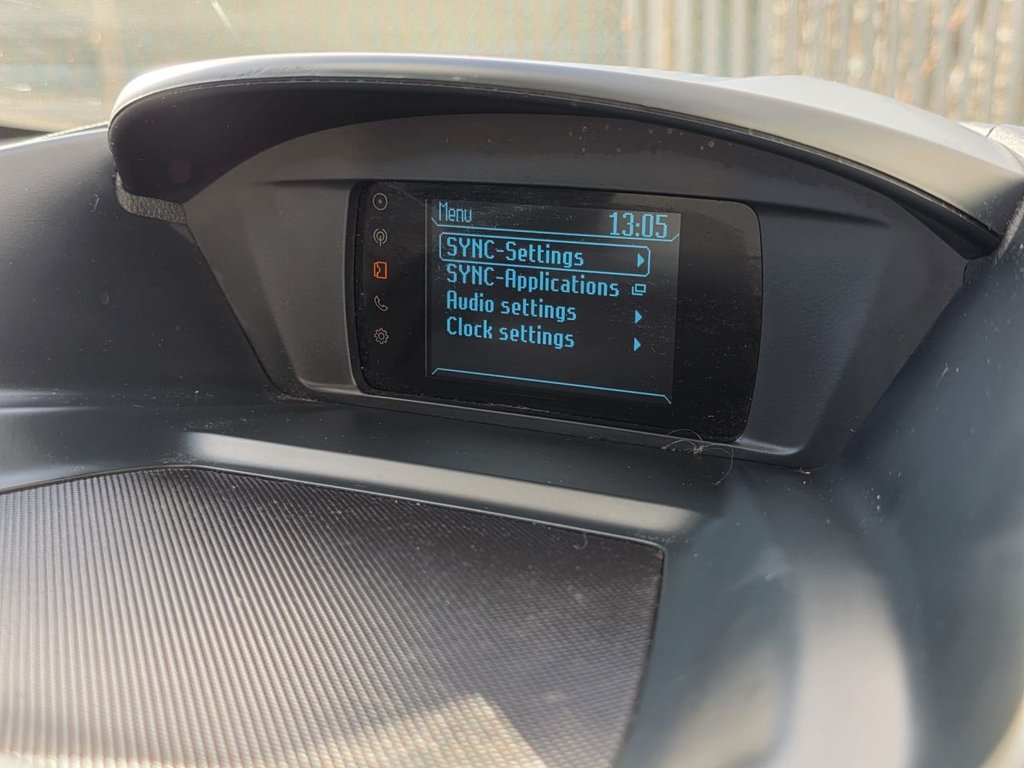 Menu 13:05
SYNC-Settings
SYNC-Applications
Audio settings
Clock settings